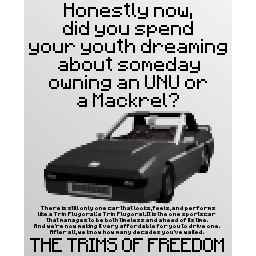 Honestly now,
did you spend
your youth dreaming
about someday
owning an UNU or
a Mackrel?
There is still only one car that looks, feels, and performs
like a Trin Flugoral: a Trin Flugoral. It is the one sports car
that manages to be both timeless and ahead of its time.
And we're now making it very affordable for you to drive one.
After all, we know how many decades you've waited.
THE TRIMS OF FREEDOM